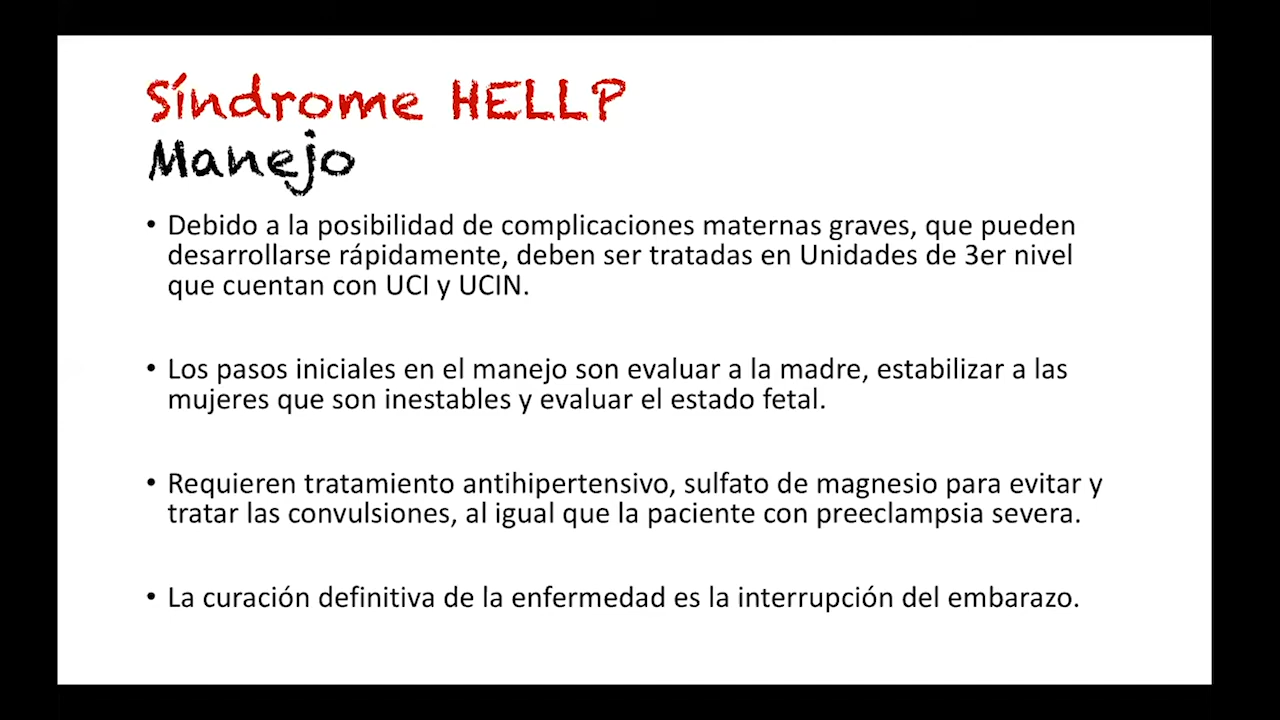 Síndrome HELLP
Manejo
• Debido a la posibilidad de complicaciones maternas graves, que pueden
desarrollarse rápidamente, deben ser tratadas en Unidades de 3er nivel
que cuentan con UCI y UCIN.
• Los pasos iniciales en el manejo son evaluar a la madre, estabilizar a las
mujeres que son inestables y evaluar el estado fetal.
• Requieren tratamiento antihipertensivo, sulfato de magnesio para evitar y
tratar las convulsiones, al igual que la paciente con preeclampsia severa.
• La curación definitiva de la enfermedad es la interrupción del embarazo.